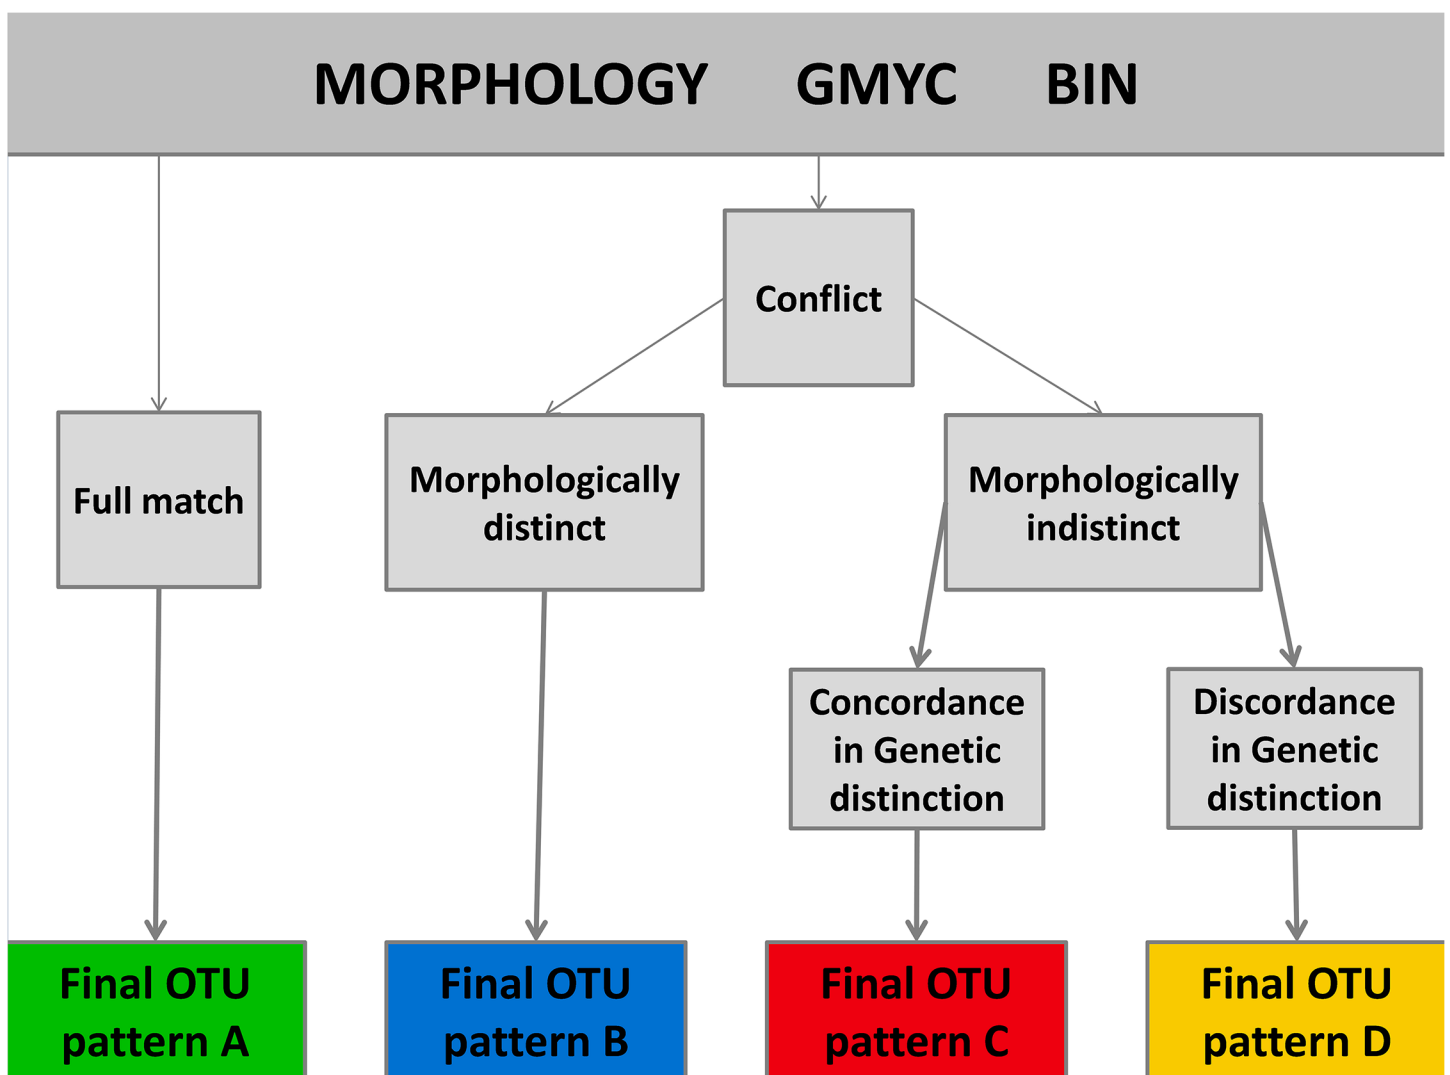 MORPHOLOGY GMYC BIN
Conflict
Full match
Morphologically
distinct
Morphologically
indistinct
Concordance
in Genetic
distinction
Discordance
in Genetic
distinction
Final OTU
pattern A
Final OTU
pattern B
Final OTU
pattern C
Final OTU
pattern D